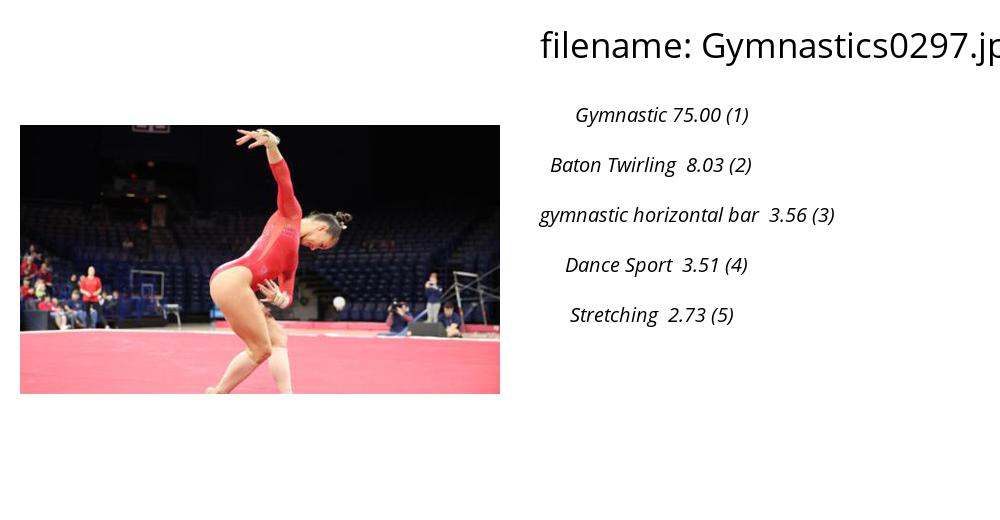 filename: Gymnastics0297.jp
Gymnastic 75.00 (1)
Baton Twirling 8.03 (2)
gymnastic horizontal bar 3.56 (3)
Dance Sport 3.51 (4)
Stretching 2.73 (5)